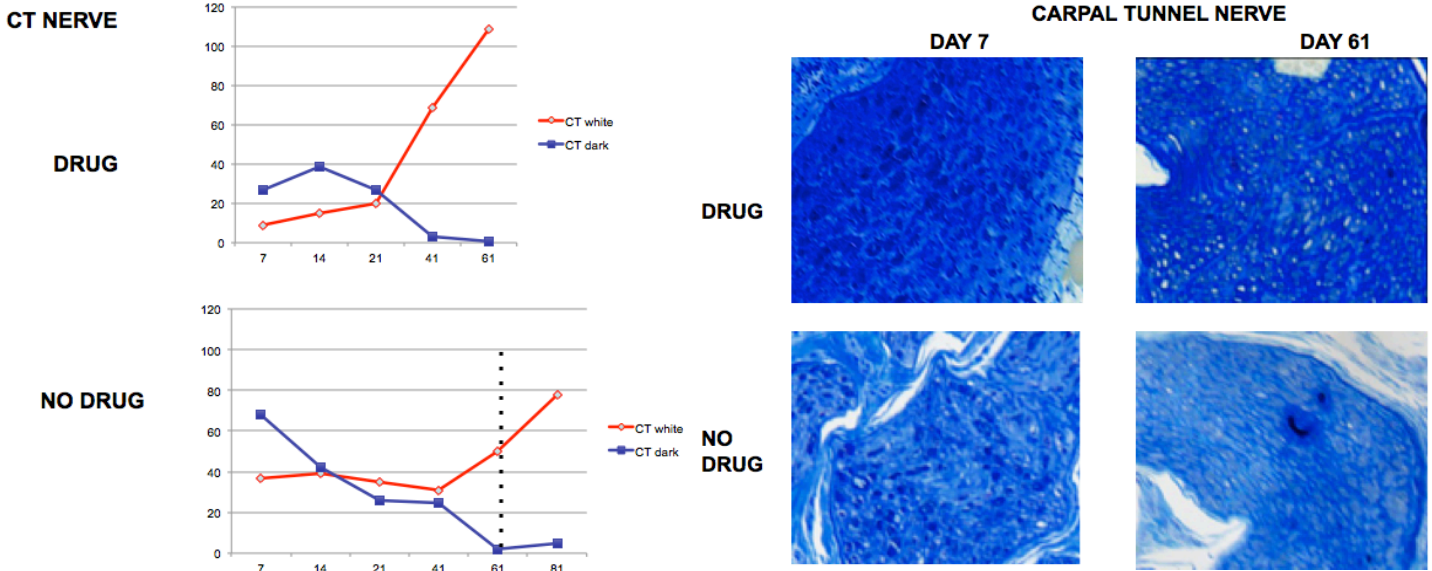 CT NERVE
DRUG
120
100
80
60
40
20
0
7 14 21 41 61
CT white
CT dark
NO DRUG
120
100
80
60
40
20
0
7 14 21 41 61 81
CT white
CT dark
CARPAL TUNNEL NERVE
DAY 7 DAY 61
DRUG
NO
DRUG